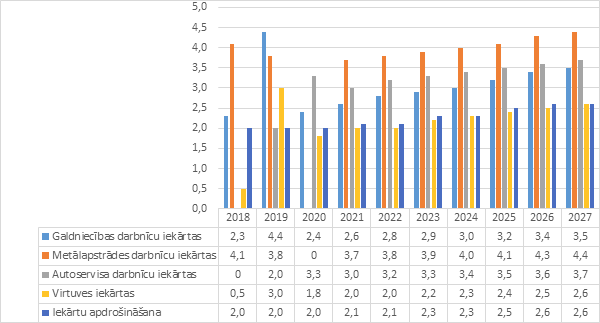 5,0
4,5
4,0
3,5
3,0
2,5
2,0
1,5
1,0
0,5
0,0
2018 2019 2020 2021 2022 2023 2024 2025 2026 2027
Galdniecības darbnīcu iekārtas 2,3 4,4 2,4 2,6 2,8 2,9 3,0 3,2 3,4 3,5
Metālapstrādes darbnīcu iekārtas 4,1 3,8 0 3,7 3,8 3,9 4,0 4,1 4,3 4,4
Autoservisa darbnīcu iekārtas 0 2,0 3,3 3,0 3,2 3,3 3,4 3,5 3,6 3,7
Virtuves iekārtas 0,5 3,0 1,8 2,0 2,0 2,2 2,3 2,4 2,5 2,6
Iekārtu apdrošināšana 2,0 2,0 2,0 2,1 2,1 2,3 2,3 2,5 2,6 2,6